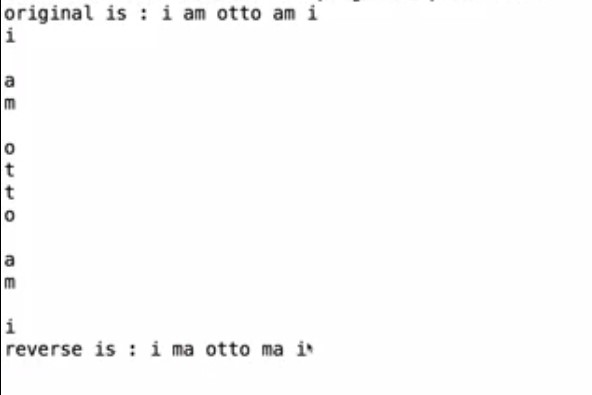 original is : i am otto am i
i
a
m
o
t
t
o
a
m
i
reverse is : i ma otto ma i